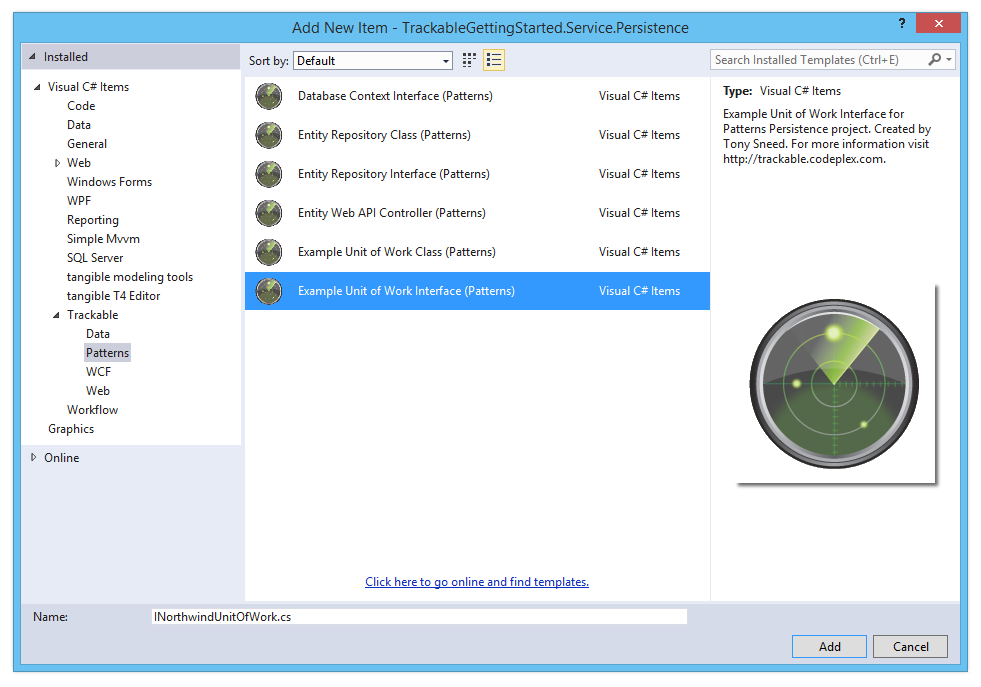 Add New Item - TrackableGettingStarted.Service.Persistence
?
Installed
Sort by: Default
Search Installed Templates (Ctrl+E)
Visual C# Items
Code
Data
General
Web
Windows Forms
WPF
Reporting
Simple Mvvm
SQL Server
tangible modeling tools
tangible T4 Editor
Trackable
Data
Patterns
WCF
Web
Workflow
Graphics
Online
Database Context Interface (Patterns) Visual C# Items
Entity Repository Class (Patterns) Visual C# Items
Entity Repository Interface (Patterns) Visual C# Items
Entity Web API Controller (Patterns) Visual C# Items
Example Unit of Work Class (Patterns) Visual C# Items
Example Unit of Work Interface (Patterns) Visual C# Items
Click here to go online and find templates.
Type: Visual C# Items
Example Unit of Work Interface for
Patterns Persistence project. Created by
Tony Sneed. For more information visit
http://trackable.codeplex.com.
Name: INorthwindUnitOfWork.cs
Add Cancel